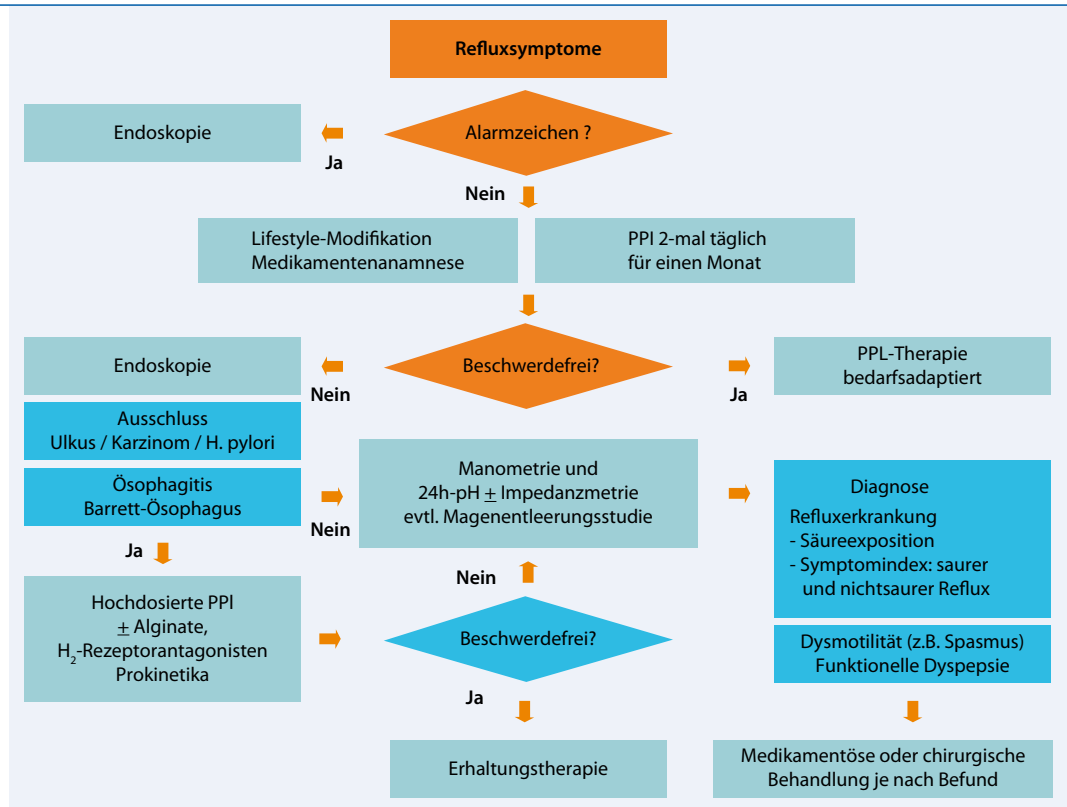 Refluxsymptome
Alarmzeichen ?
Endoskopie
Ja
Nein
Lifestyle-Modifikation
Medikamentenanamnese
PPI 2-mal täglich
für einen Monat
Beschwerdefrei?
Endoskopie
Nein
Ja
PPL-Therapie
bedarfsadaptiert
Ausschluss
Ulkus / Karzinom / H. pylori
Ösophagitis
Barrett-Ösophagus
Nein
Ja
Manometrie und
24h-pH ± Impedanzmetrie
evtl. Magenentleerungsstudie
Diagnose
Refluxerkrankung
- Säureexposition
- Symptomindex: saurer
und nichtsaurer Reflux
Dysmotilität (z.B. Spasmus)
Funktionelle Dyspepsie
Hochdosierte PPI
± Alginate,
H₂-Rezeptorantagonisten
Prokinetika
Nein
Beschwerdefrei?
Ja
Erhaltungstherapie
Medikamentöse oder chirurgische
Behandlung je nach Befund